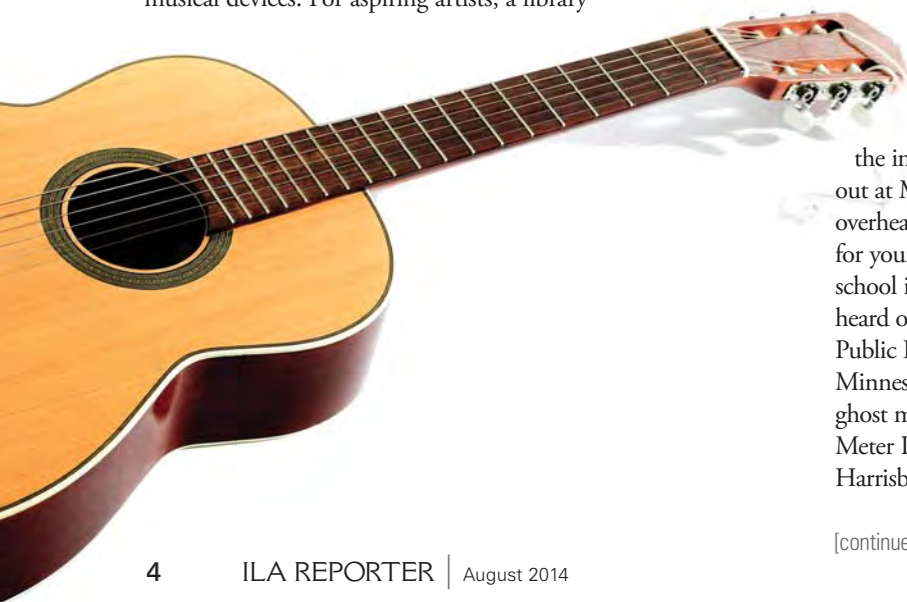 musical devices. For aspiring artists, a library
the in
out at M
overhea
for you
school i
heard o
Public
Minnes
ghost m
Meter
Harrisb
[continue
4 ILA REPORTER | August 2014